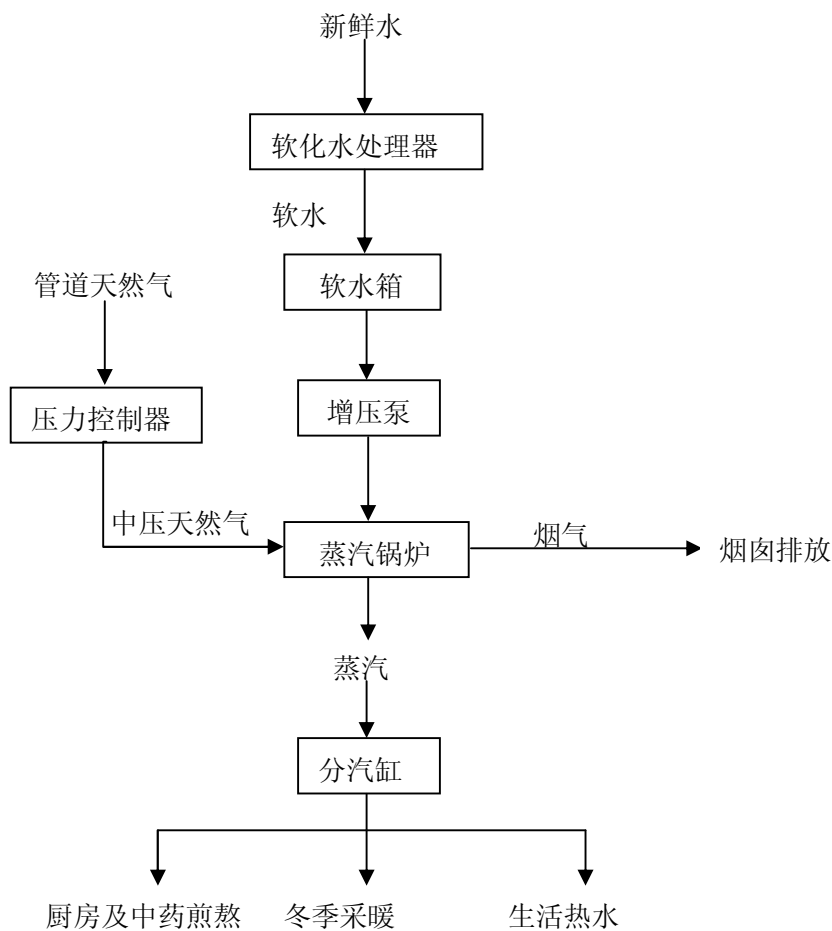 新鲜水
软化水处理器
软水
软水箱
管道天然气
压力控制器
增压泵
中压天然气
蒸汽锅炉
烟气
烟囱排放
蒸汽
分汽缸
厨房及中药煎熬
冬季采暖
生活热水